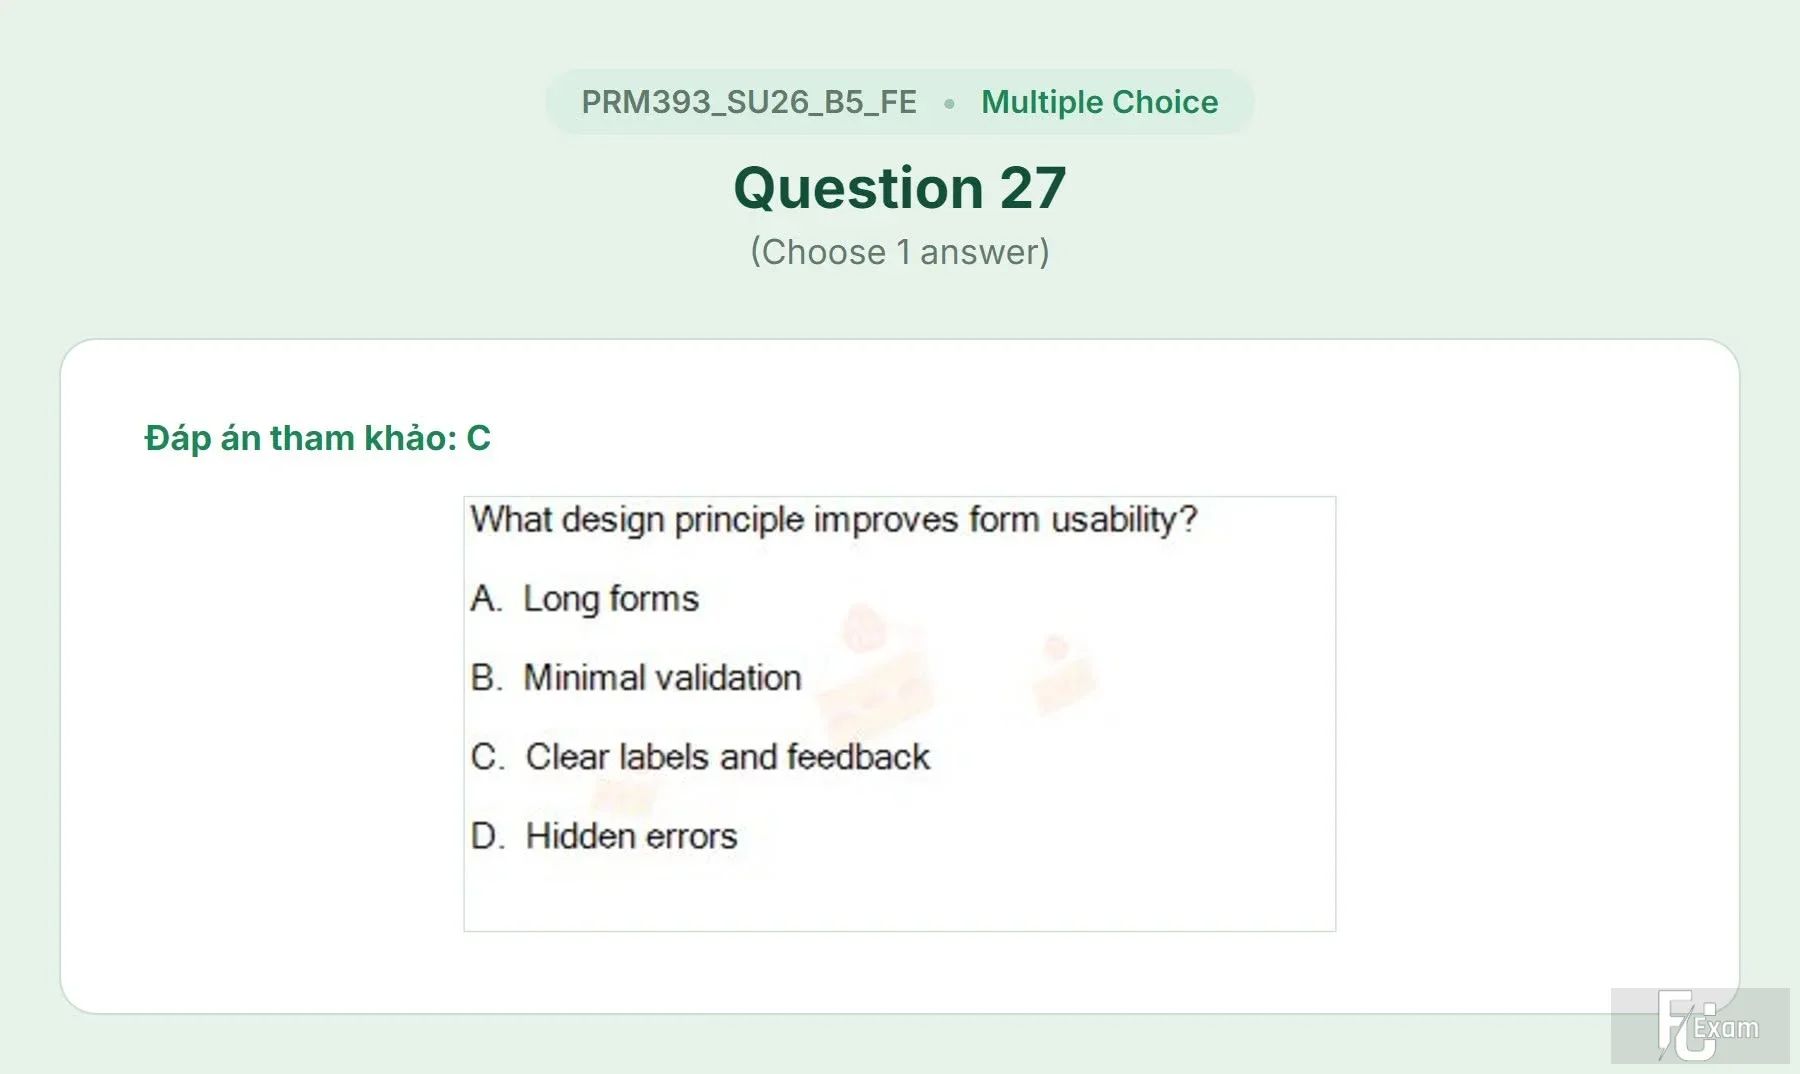 PRM393_SU26_B5_FE • Multiple Choice
Question 27
(Choose 1 answer)
Đáp án tham khảo: C
What design principle improves form usability?
A. Long forms
B. Minimal validation
C. Clear labels and feedback
D. Hidden errors
FU Exam